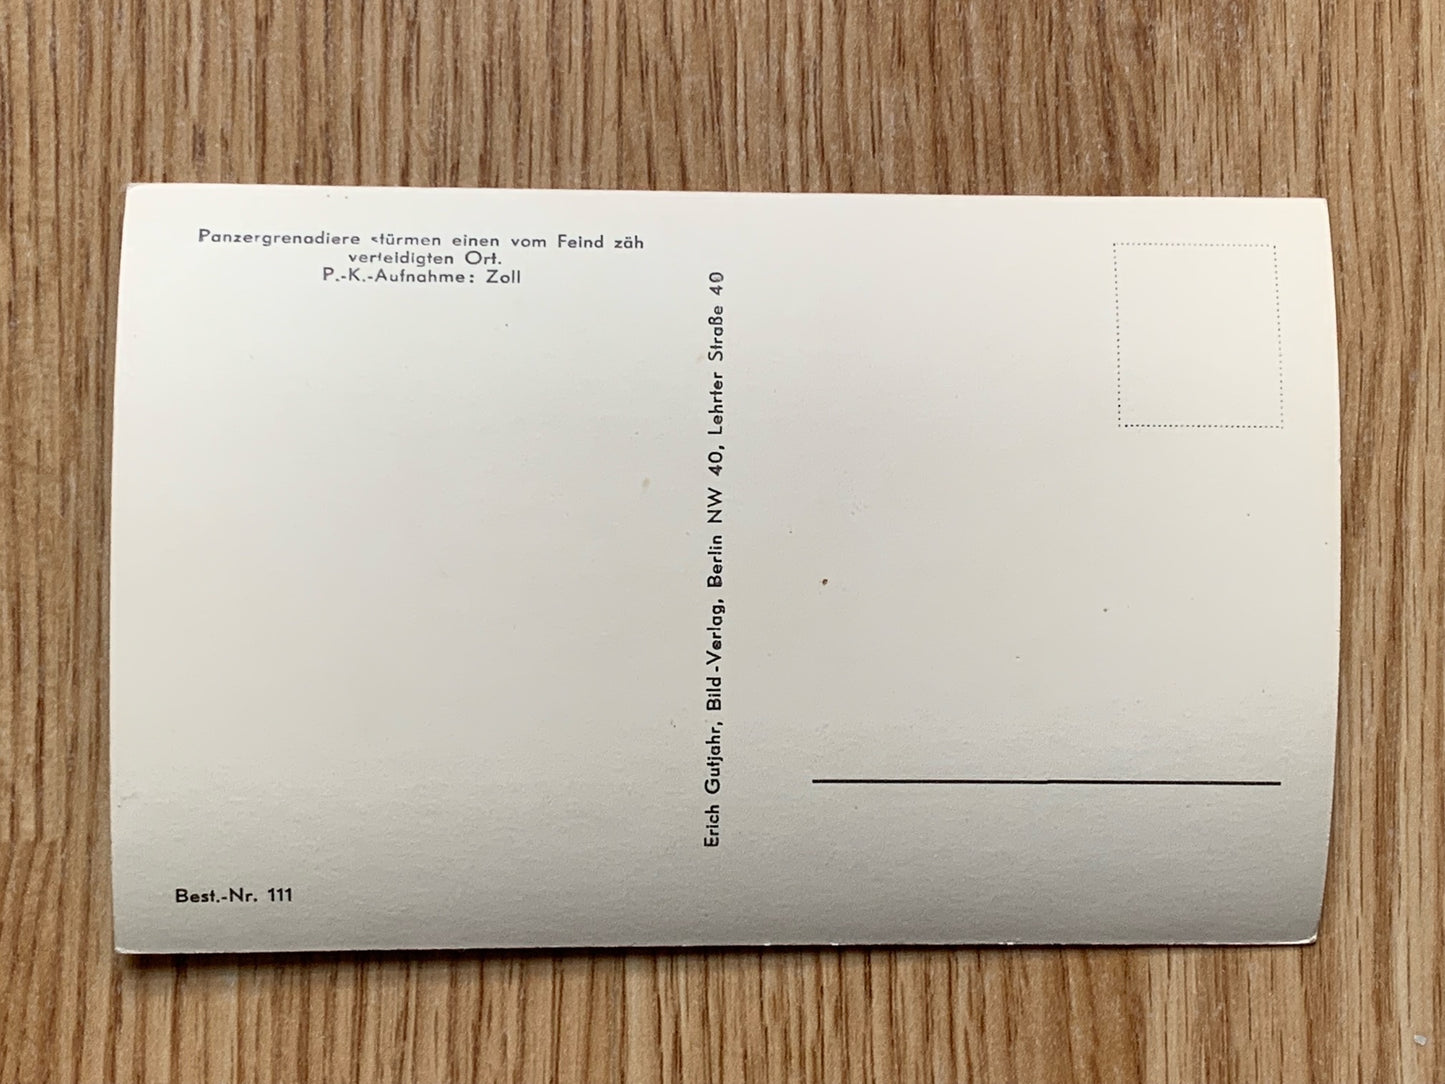 Panzergrenadiere stürmen einen vom Feind zäh
verteidigten Ort.
P.-K.-Aufnahme: Zoll
Erich Gutjahr, Bild-Verlag, Berlin NW 40, Lehrter Straße 40
Best.-Nr. 111